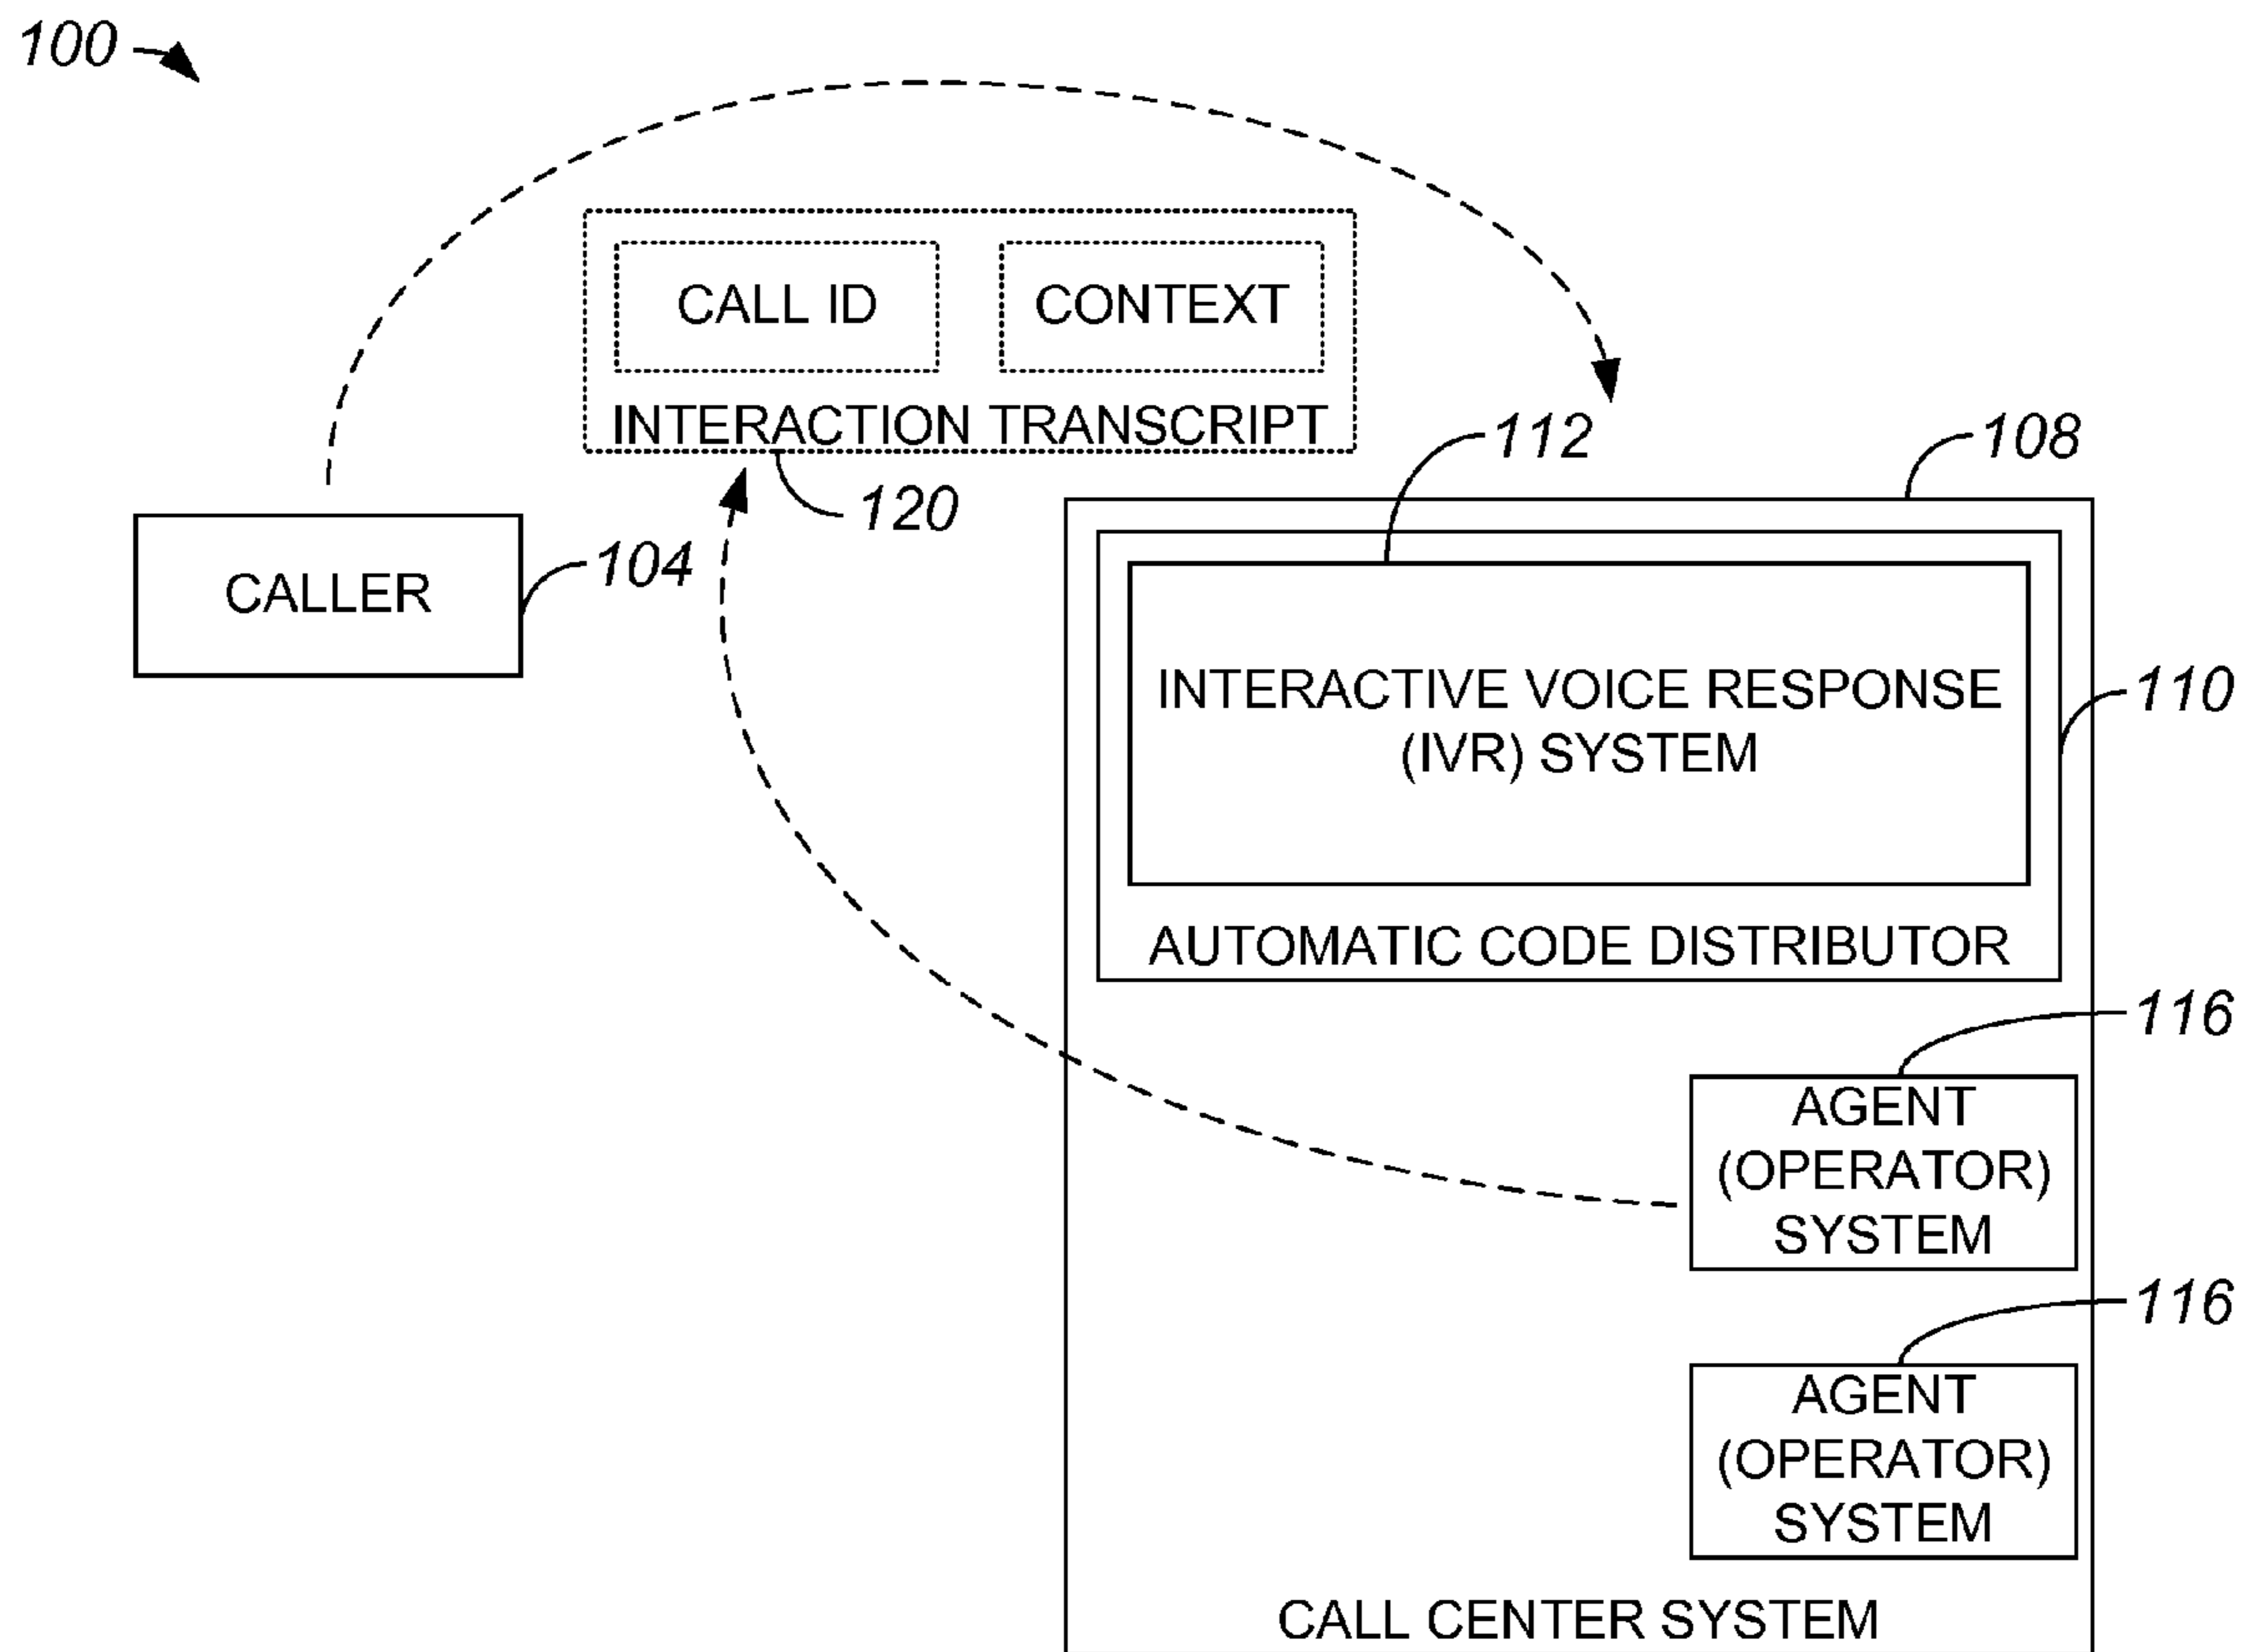 100
CALL ID
CONTEXT
INTERACTION TRANSCRIPT
120
CALLER
104
112
108
INTERACTIVE VOICE RESPONSE
(IVR) SYSTEM
110
AUTOMATIC CODE DISTRIBUTOR
116
AGENT
(OPERATOR)
SYSTEM
116
AGENT
(OPERATOR)
SYSTEM
CALL CENTER SYSTEM